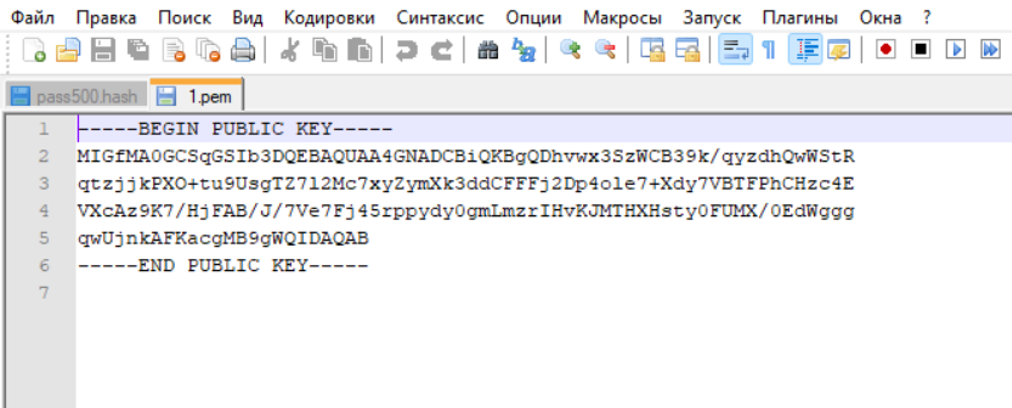 Файл Правка Поиск Вид Кодировки Синтаксис Опции Макросы Запуск Плагины Окна ?
pass500.hash 1.pem
1 -----BEGIN PUBLIC KEY-----
2 MIGfMA0GCSqGSIb3DQEBAQUAA4GNADCBiQKBgQDhvwx3SzWCB39k/qyzdhQwWStR
3 qtzjjkPXO+tu9UsgTZ7l2Mc7xyZymXk3ddCFFFj2Dp4ole7+Xdy7VBTFPhCHzc4E
4 VXcAz9K7/HjFAB/J/7Ve7Fj45rppydy0gmLmzrIHvKJMTHXHsty0FUMX/0EdWggg
5 qwUjnkAFKacgMB9gWQIDAQAB
6 -----END PUBLIC KEY-----
7